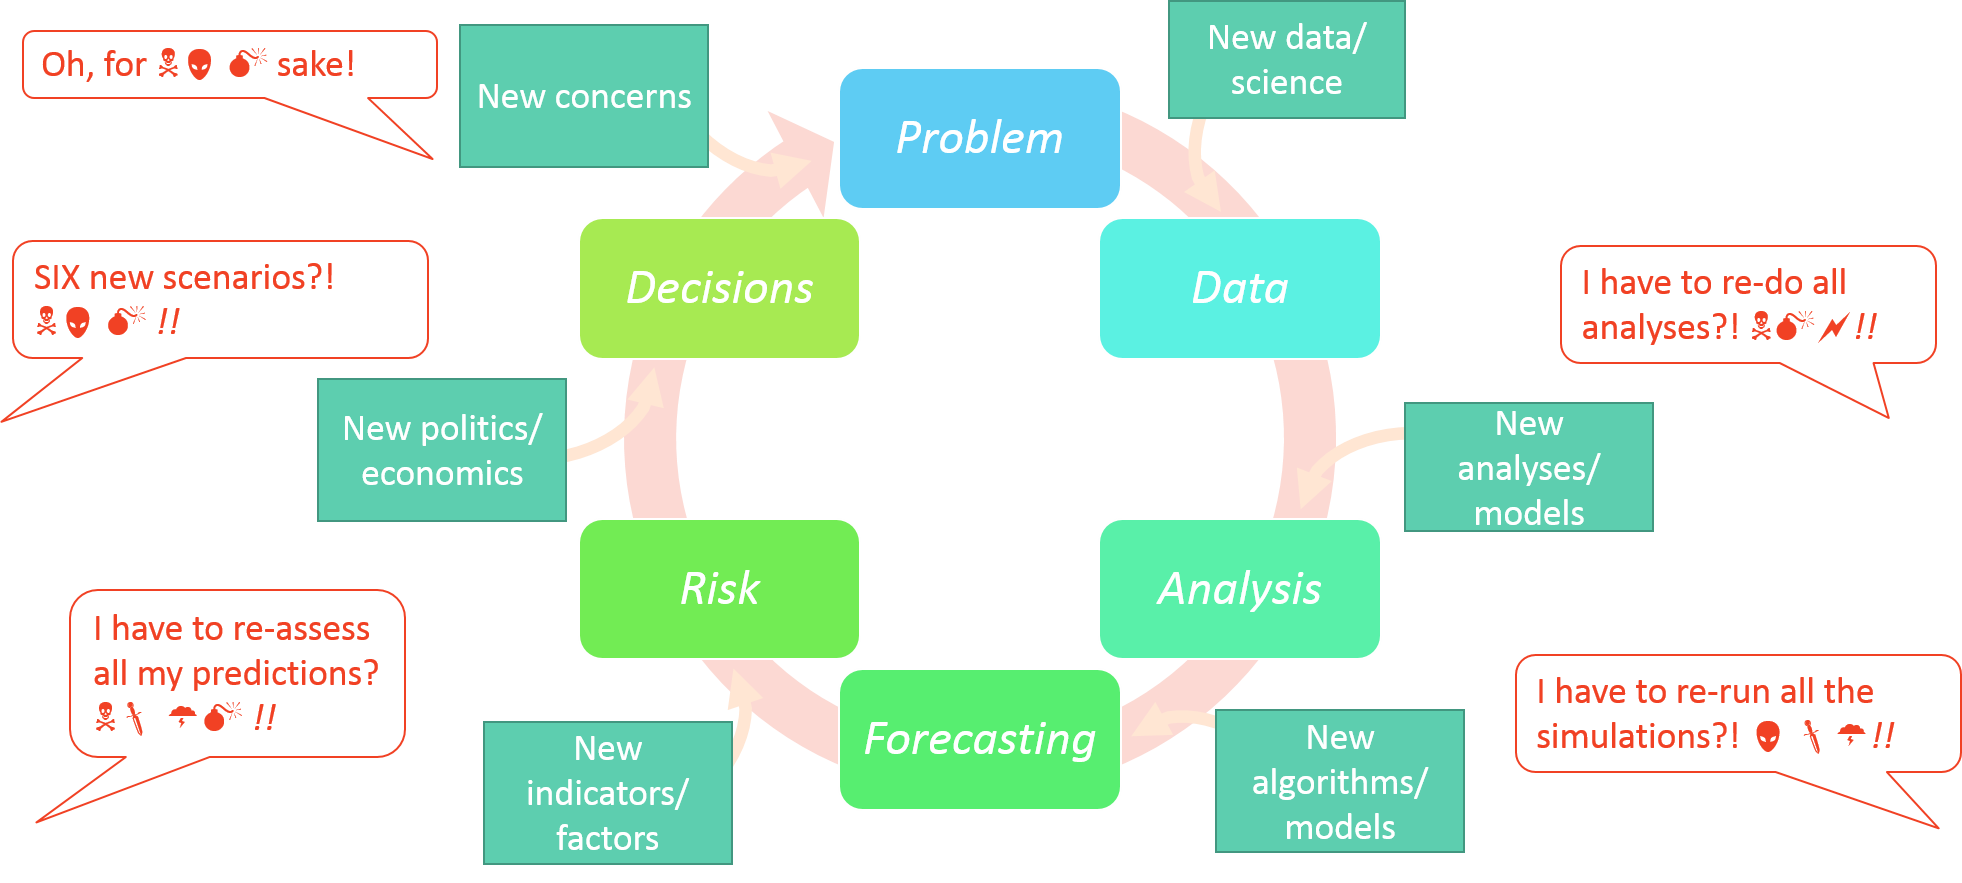 Oh, for ☠👽 💣 sake!
New concerns
Problem
New data/
science
SIX new scenarios?!
☠👽 💣 !!
Decisions
Data
I have to re-do all
analyses?! ☠💣🗲!!
New politics/
economics
New
analyses/
models
Risk
Analysis
I have to re-assess
all my predictions?
☠🗡 🌩💣 !!
Forecasting
I have to re-run all the
simulations?! 👽 🗡 🌩!!
New
indicators/
factors
New
algorithms/
models